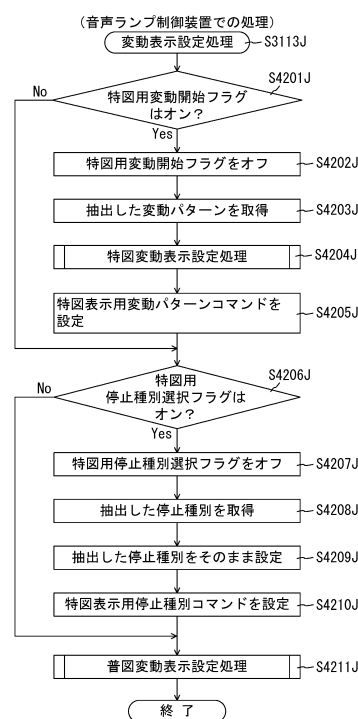 （音声ランプ制御装置での処理）
変動表示設定処理
S3113J
S4201J
特図用変動開始フラグ
はオン？
No
Yes
特図用変動開始フラグをオフ
S4202J
抽出した変動パターンを取得
S4203J
特図変動表示設定処理
S4204J
特図表示用変動パターンコマンドを
設定
S4205J
S4206J
特図用
停止種別選択フラグは
オン？
No
Yes
特図用停止種別選択フラグをオフ
S4207J
抽出した停止種別を取得
S4208J
抽出した停止種別をそのまま設定
S4209J
特図表示用停止種別コマンドを設定
S4210J
普図変動表示設定処理
S4211J
終 了